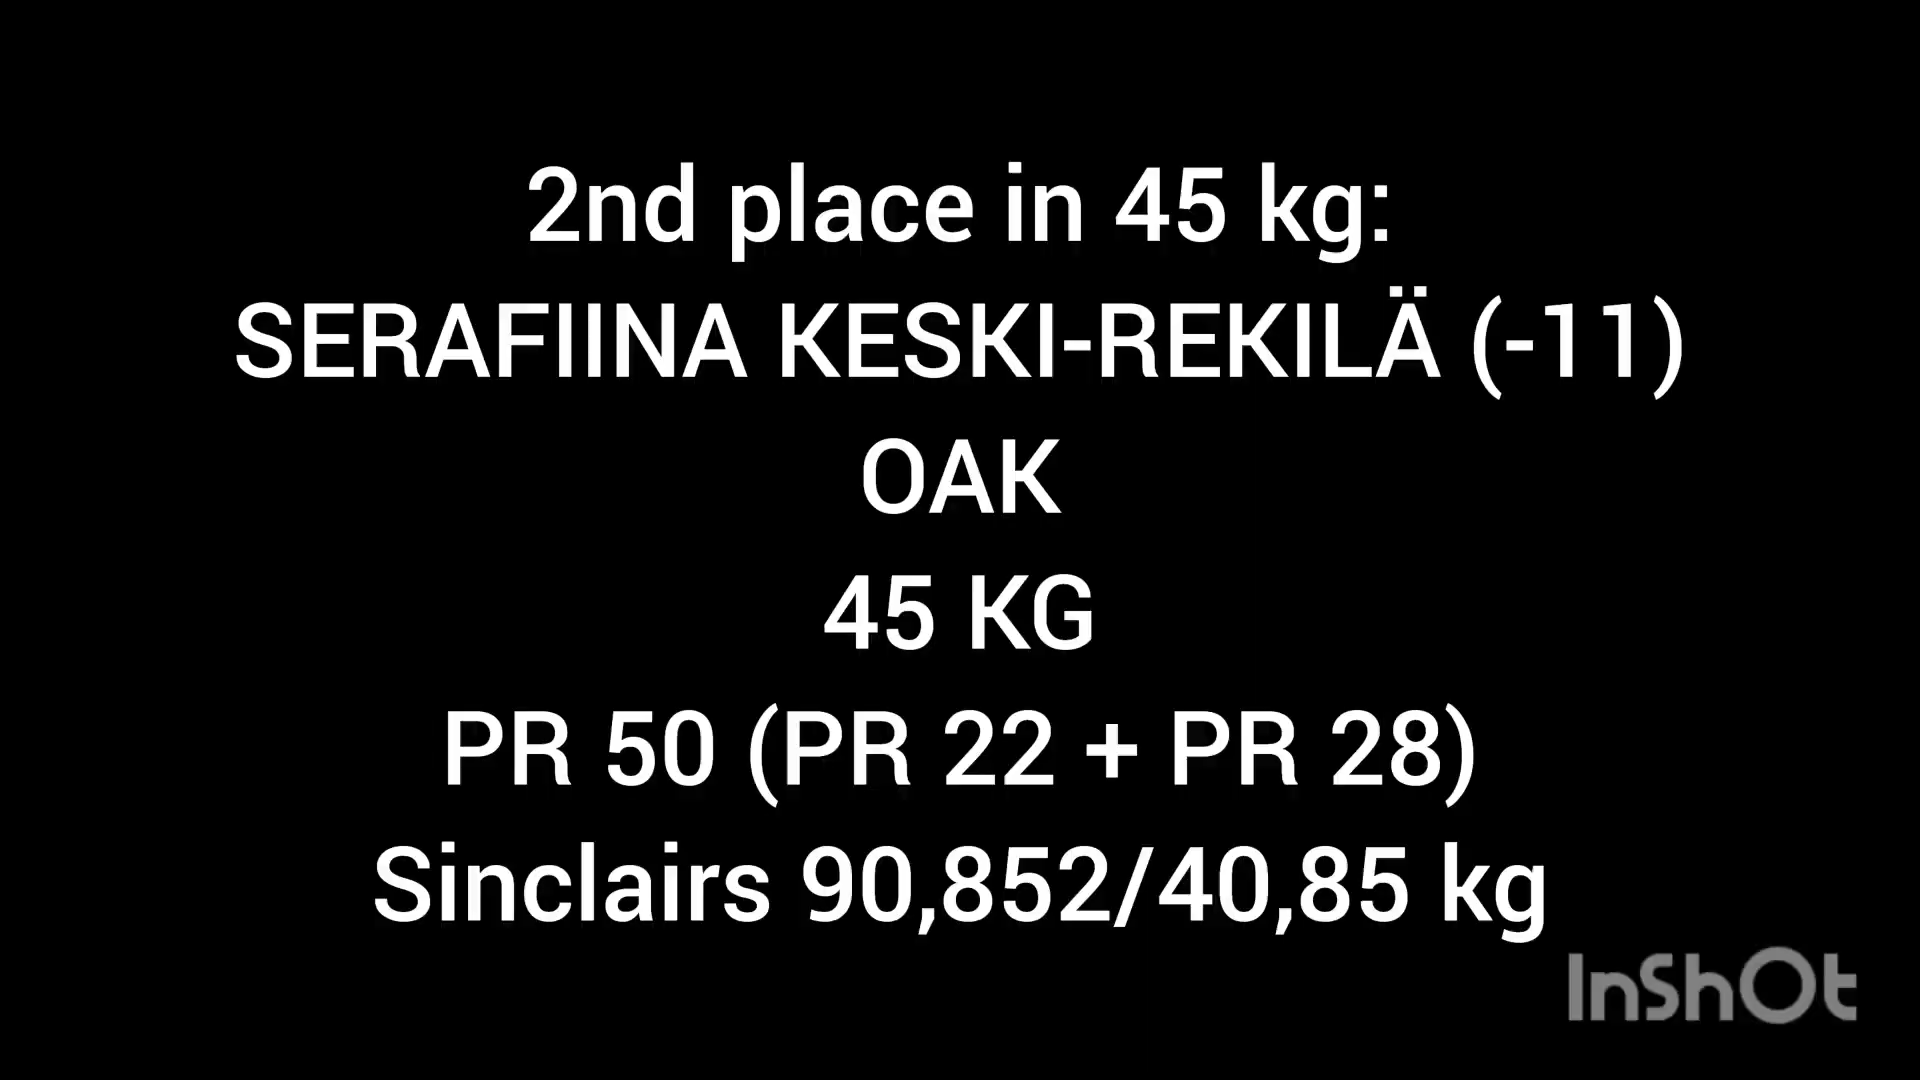 2nd place in 45 kg:
SERAFIINA KESKI-REKILÄ (-11)
OAK
45 KG
PR 50 (PR 22 + PR 28)
Sinclairs 90,852/40,85 kg
InShOt